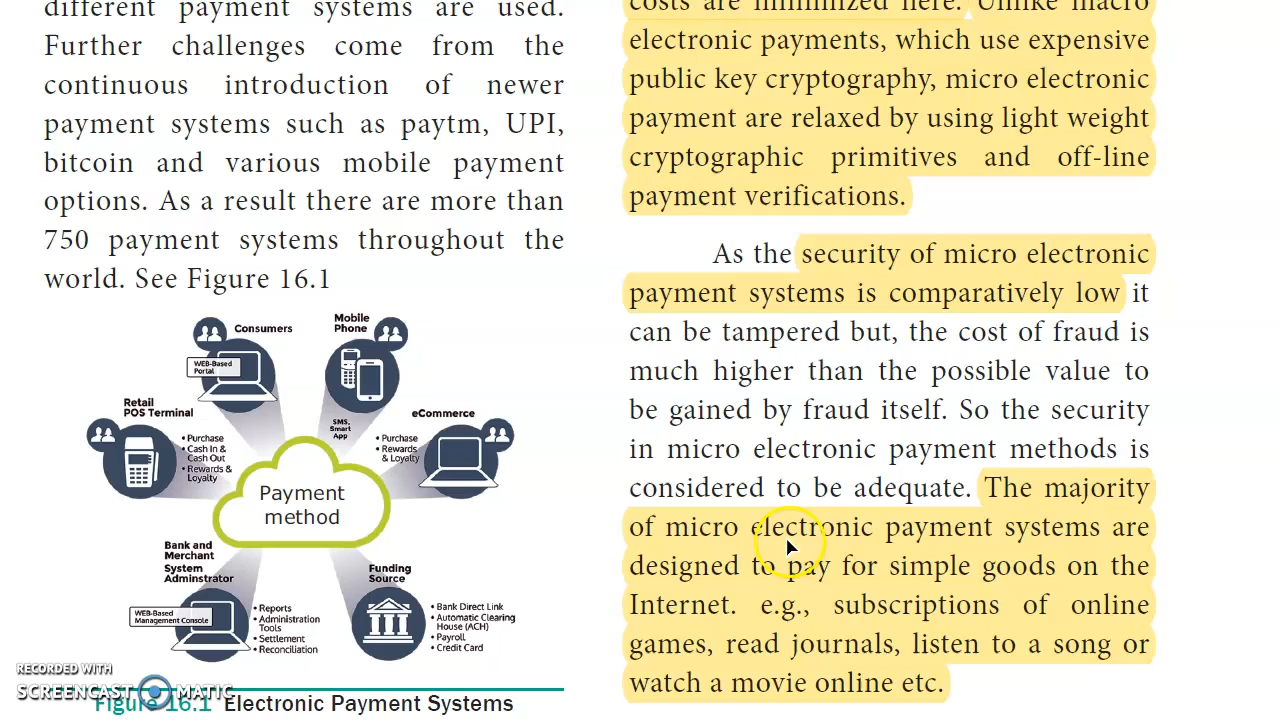 different payment systems are used.
Further challenges come from the
continuous introduction of newer
payment systems such as paytm, UPI,
bitcoin and various mobile payment
options. As a result there are more than
750 payment systems throughout the
world. See Figure 16.1
Consumers
WEB-Based
Portal
Mobile
Phone
SMS,
Smart
App
Retail
POS Terminal
• Purchase
• Cash In &
Cash Out
• Rewards &
Loyalty
eCommerce
• Purchase
• Rewards
& Loyalty
Payment
method
Bank and
Merchant
System
Adminstrator
WEB-Based
Management Console
• Reports
• Administration
Tools
• Settlement
• Reconciliation
Funding
Source
• Bank Direct Link
• Automatic Clearing
House (ACH)
• Payroll
• Credit Card
RECORDED WITH
SCREENCAST MATIC
Figure 16.1 Electronic Payment Systems
costs are minimized here. Unlike macro
electronic payments, which use expensive
public key cryptography, micro electronic
payment are relaxed by using light weight
cryptographic primitives and off-line
payment verifications.
As the security of micro electronic
payment systems is comparatively low it
can be tampered but, the cost of fraud is
much higher than the possible value to
be gained by fraud itself. So the security
in micro electronic payment methods is
considered to be adequate. The majority
of micro electronic payment systems are
designed to pay for simple goods on the
Internet. e.g., subscriptions of online
games, read journals, listen to a song or
watch a movie online etc.